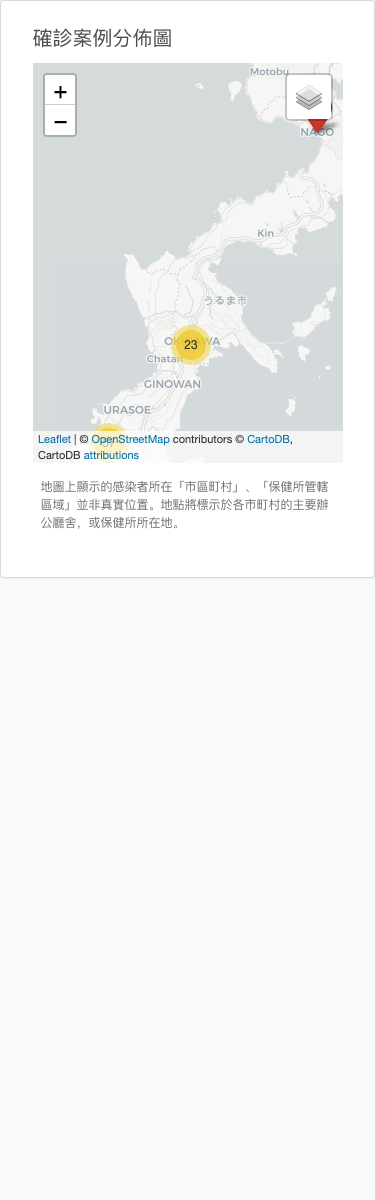 確診案例分佈圖
Motobu
+
−
NAGO
Kin
うるま市
23
Chatan
GINOWAN
URASOE
Leaflet | © OpenStreetMap contributors © CartoDB,
CartoDB attributions
地圖上顯示的感染者所在「市區町村」、「保健所管轄
區域」並非真實位置。地點將標示於各市町村的主要辦
公廳舍，或保健所所在地。